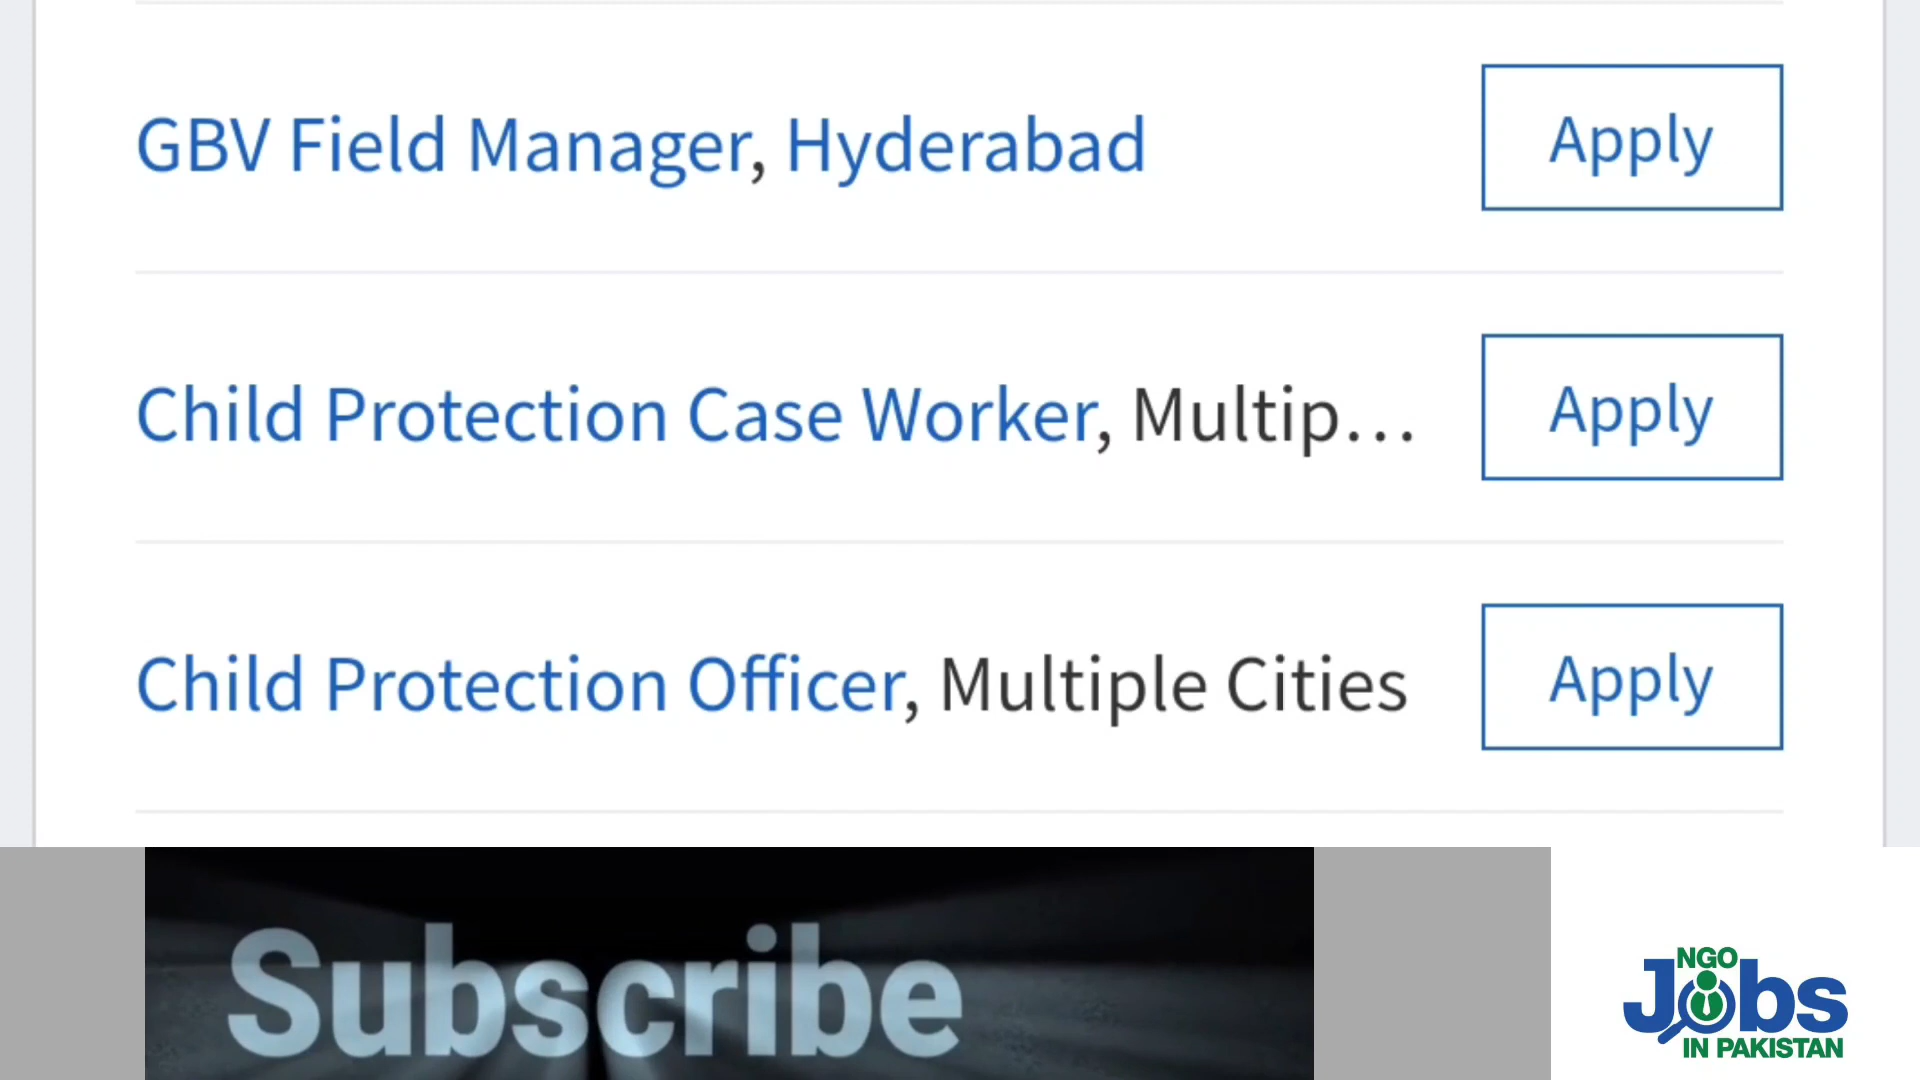 GBV Field Manager, Hyderabad
Apply
Child Protection Case Worker, Multip...
Apply
Child Protection Officer, Multiple Cities
Apply
Subscribe
NGO
Jobs
IN PAKISTAN